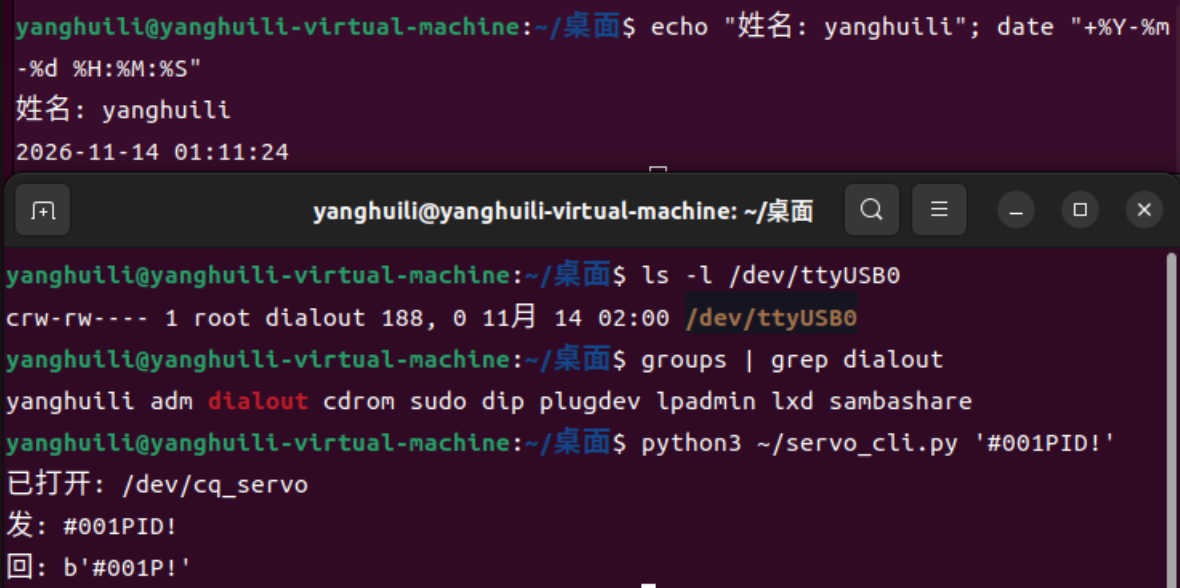 yanghuili@yanghuili-virtual-machine:~/桌面$ echo "姓名: yanghuili"; date "+%Y-%m
-%d %H:%M:%S"
姓名: yanghuili
2026-11-14 01:11:24
yanghuili@yanghuili-virtual-machine: ~/桌面
yanghuili@yanghuili-virtual-machine:~/桌面$ ls -l /dev/ttyUSB0
crw-rw---- 1 root dialout 188, 0 11月 14 02:00 /dev/ttyUSB0
yanghuili@yanghuili-virtual-machine:~/桌面$ groups | grep dialout
yanghuili adm dialout cdrom sudo dip plugdev lpadmin lxd sambashare
yanghuili@yanghuili-virtual-machine:~/桌面$ python3 ~/servo_cli.py '#001PID!'
已打开: /dev/cq_servo
发: #001PID!
回: b'#001P!'